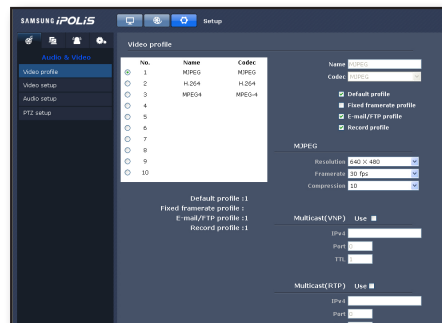 SAMSUNG iPOLiS
Setup
Audio & Video
Video profile
Video setup
Audio setup
PTZ setup
Video profile
No. Name Codec
1 MJPEG MJPEG
2 H.264 H.264
3 MPEG4 MPEG-4
4
5
6
7
8
9
10
Default profile :1
Fixed framerate profile :
E-mail/FTP profile :1
Record profile :1
Name MJPEG
Codec MJPEG
Default profile
Fixed framerate profile
E-mail/FTP profile
Record profile
MJPEG
Resolution 640 X 480
Framerate 30 fps
Compression 10
Multicast(VNP) Use
IPv4
Port 0
TTL 1
Multicast(RTP) Use
IPv4
Port 0